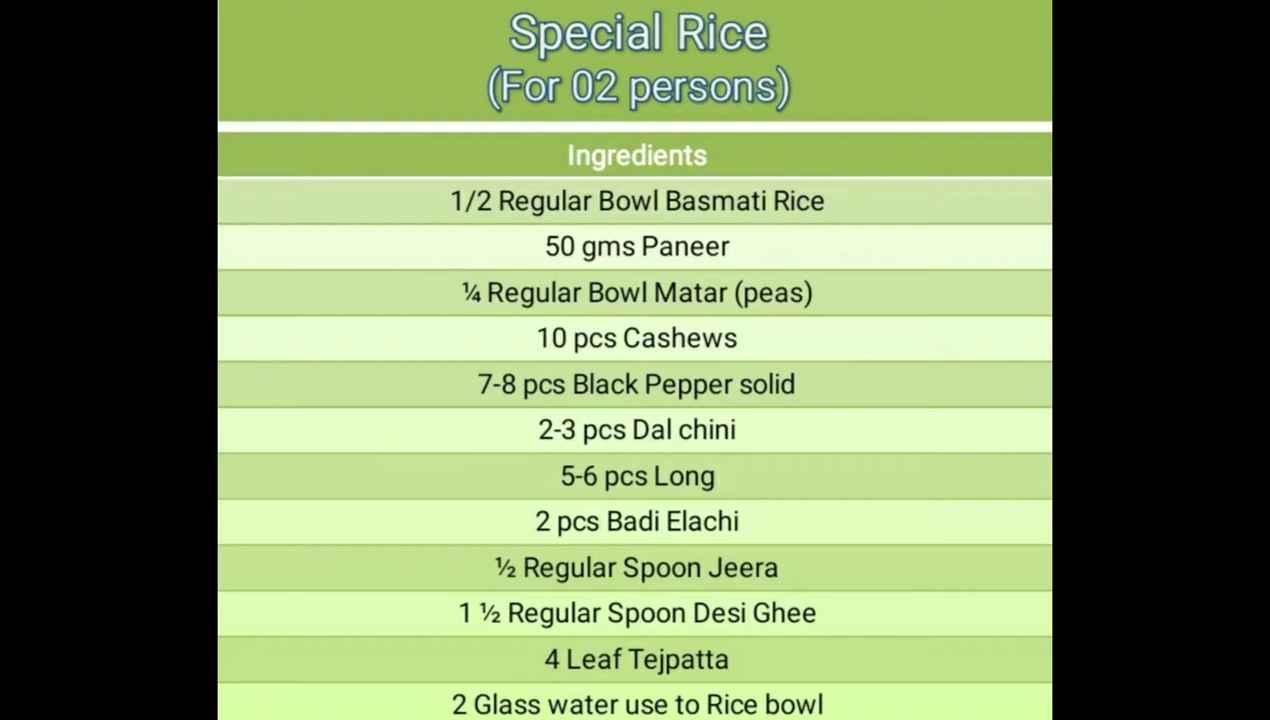 Special Rice
(For 02 persons)
Ingredients
1/2 Regular Bowl Basmati Rice
50 gms Paneer
¼ Regular Bowl Matar (peas)
10 pcs Cashews
7-8 pcs Black Pepper solid
2-3 pcs Dal chini
5-6 pcs Long
2 pcs Badi Elachi
½ Regular Spoon Jeera
1 ½ Regular Spoon Desi Ghee
4 Leaf Tejpatta
2 Glass water use to Rice bowl